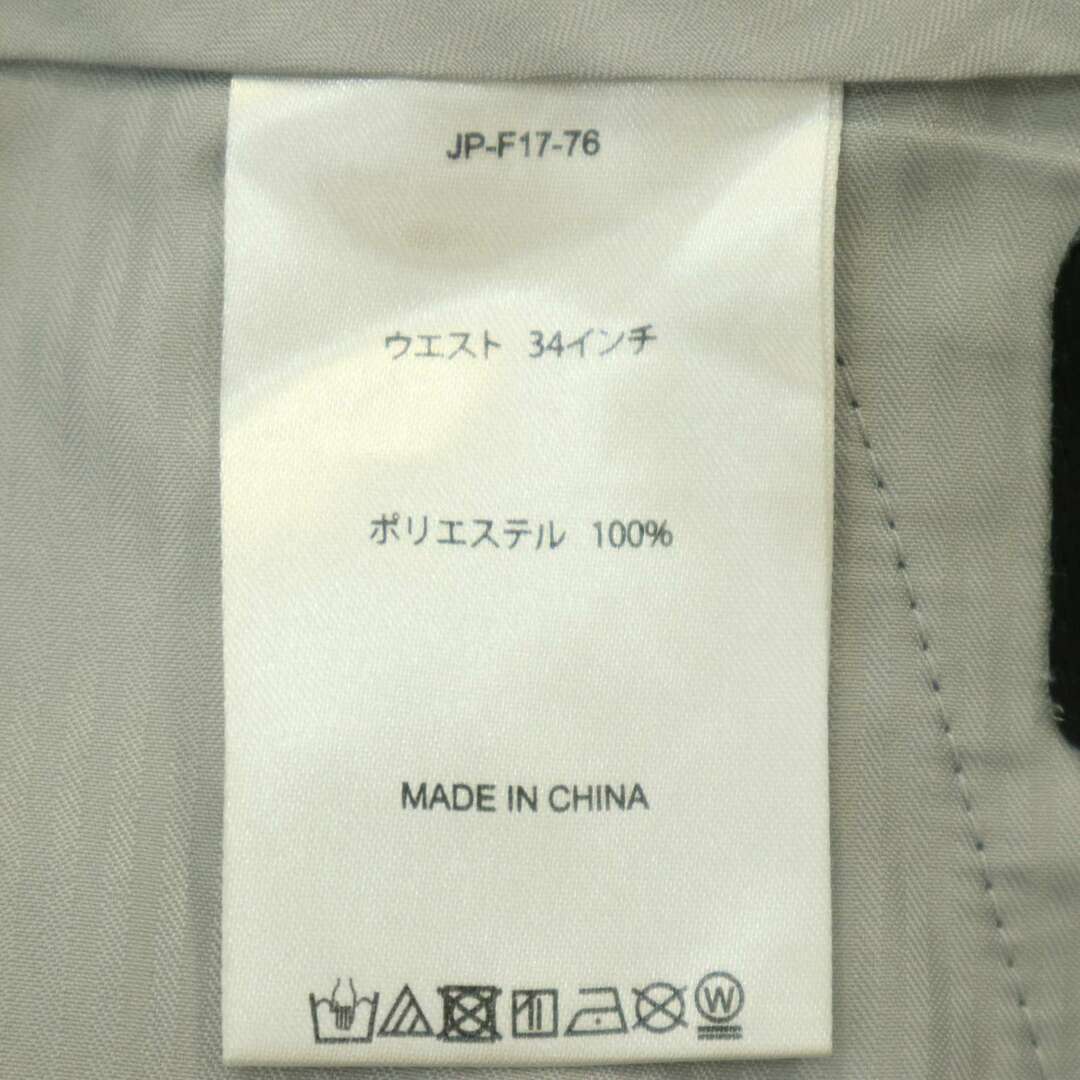 JP-F17-76
ウエスト 34インチ
ポリエステル 100%
MADE IN CHINA
W